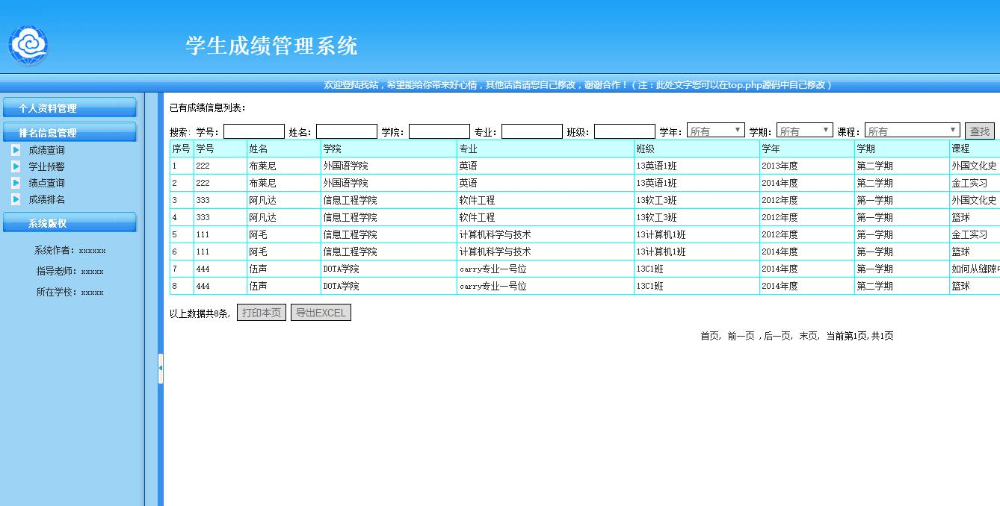 学生成绩管理系统
欢迎登陆我站，希望能给你带来好心情，其他话语请您自己修改，谢谢合作！（注：此处文字您可以在top.php源码中自己修改）
个人资料管理
排名信息管理
成绩查询
学业预警
绩点查询
成绩排名
系统版权
系统作者：xxxxxx
指导老师：xxxxx
所在学校：xxxxx
已有成绩信息列表：
搜索: 学号： 姓名： 学院： 专业： 班级： 学年： 所有 学期： 所有 课程： 所有 查找
序号 学号 姓名 学院 专业 班级 学年 学期 课程
1 222 布莱尼 外国语学院 英语 13英语1班 2013年度 第二学期 外国文化史
2 222 布莱尼 外国语学院 英语 13英语1班 2014年度 第二学期 金工实习
3 333 阿凡达 信息工程学院 软件工程 13软工3班 2012年度 第一学期 外国文化史
4 333 阿凡达 信息工程学院 软件工程 13软工3班 2012年度 第一学期 篮球
5 111 阿毛 信息工程学院 计算机科学与技术 13计算机1班 2012年度 第一学期 金工实习
6 111 阿毛 信息工程学院 计算机科学与技术 13计算机1班 2014年度 第一学期 篮球
7 444 伍声 DOTA学院 carry专业一号位 13C1班 2014年度 第一学期 如何从缝隙中
8 444 伍声 DOTA学院 carry专业一号位 13C1班 2014年度 第二学期 篮球
以上数据共8条, 打印本页 导出EXCEL
首页, 前一页 ,后一页, 末页, 当前第1页,共1页